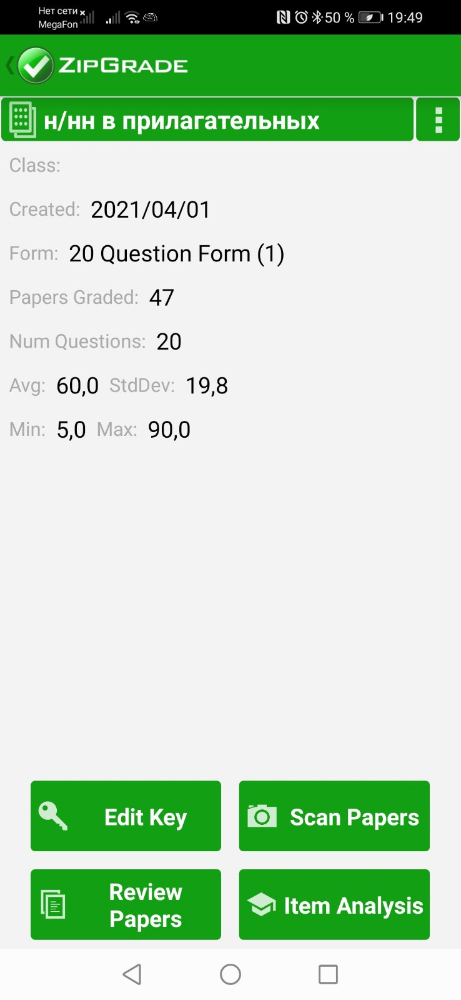 Нет сети
MegaFon
50 % 19:49
ZIPGRADE
н/нн в прилагательных
Class:
Created: 2021/04/01
Form: 20 Question Form (1)
Papers Graded: 47
Num Questions: 20
Avg: 60,0 StdDev: 19,8
Min: 5,0 Max: 90,0
Edit Key
Scan Papers
Review
Papers
Item Analysis